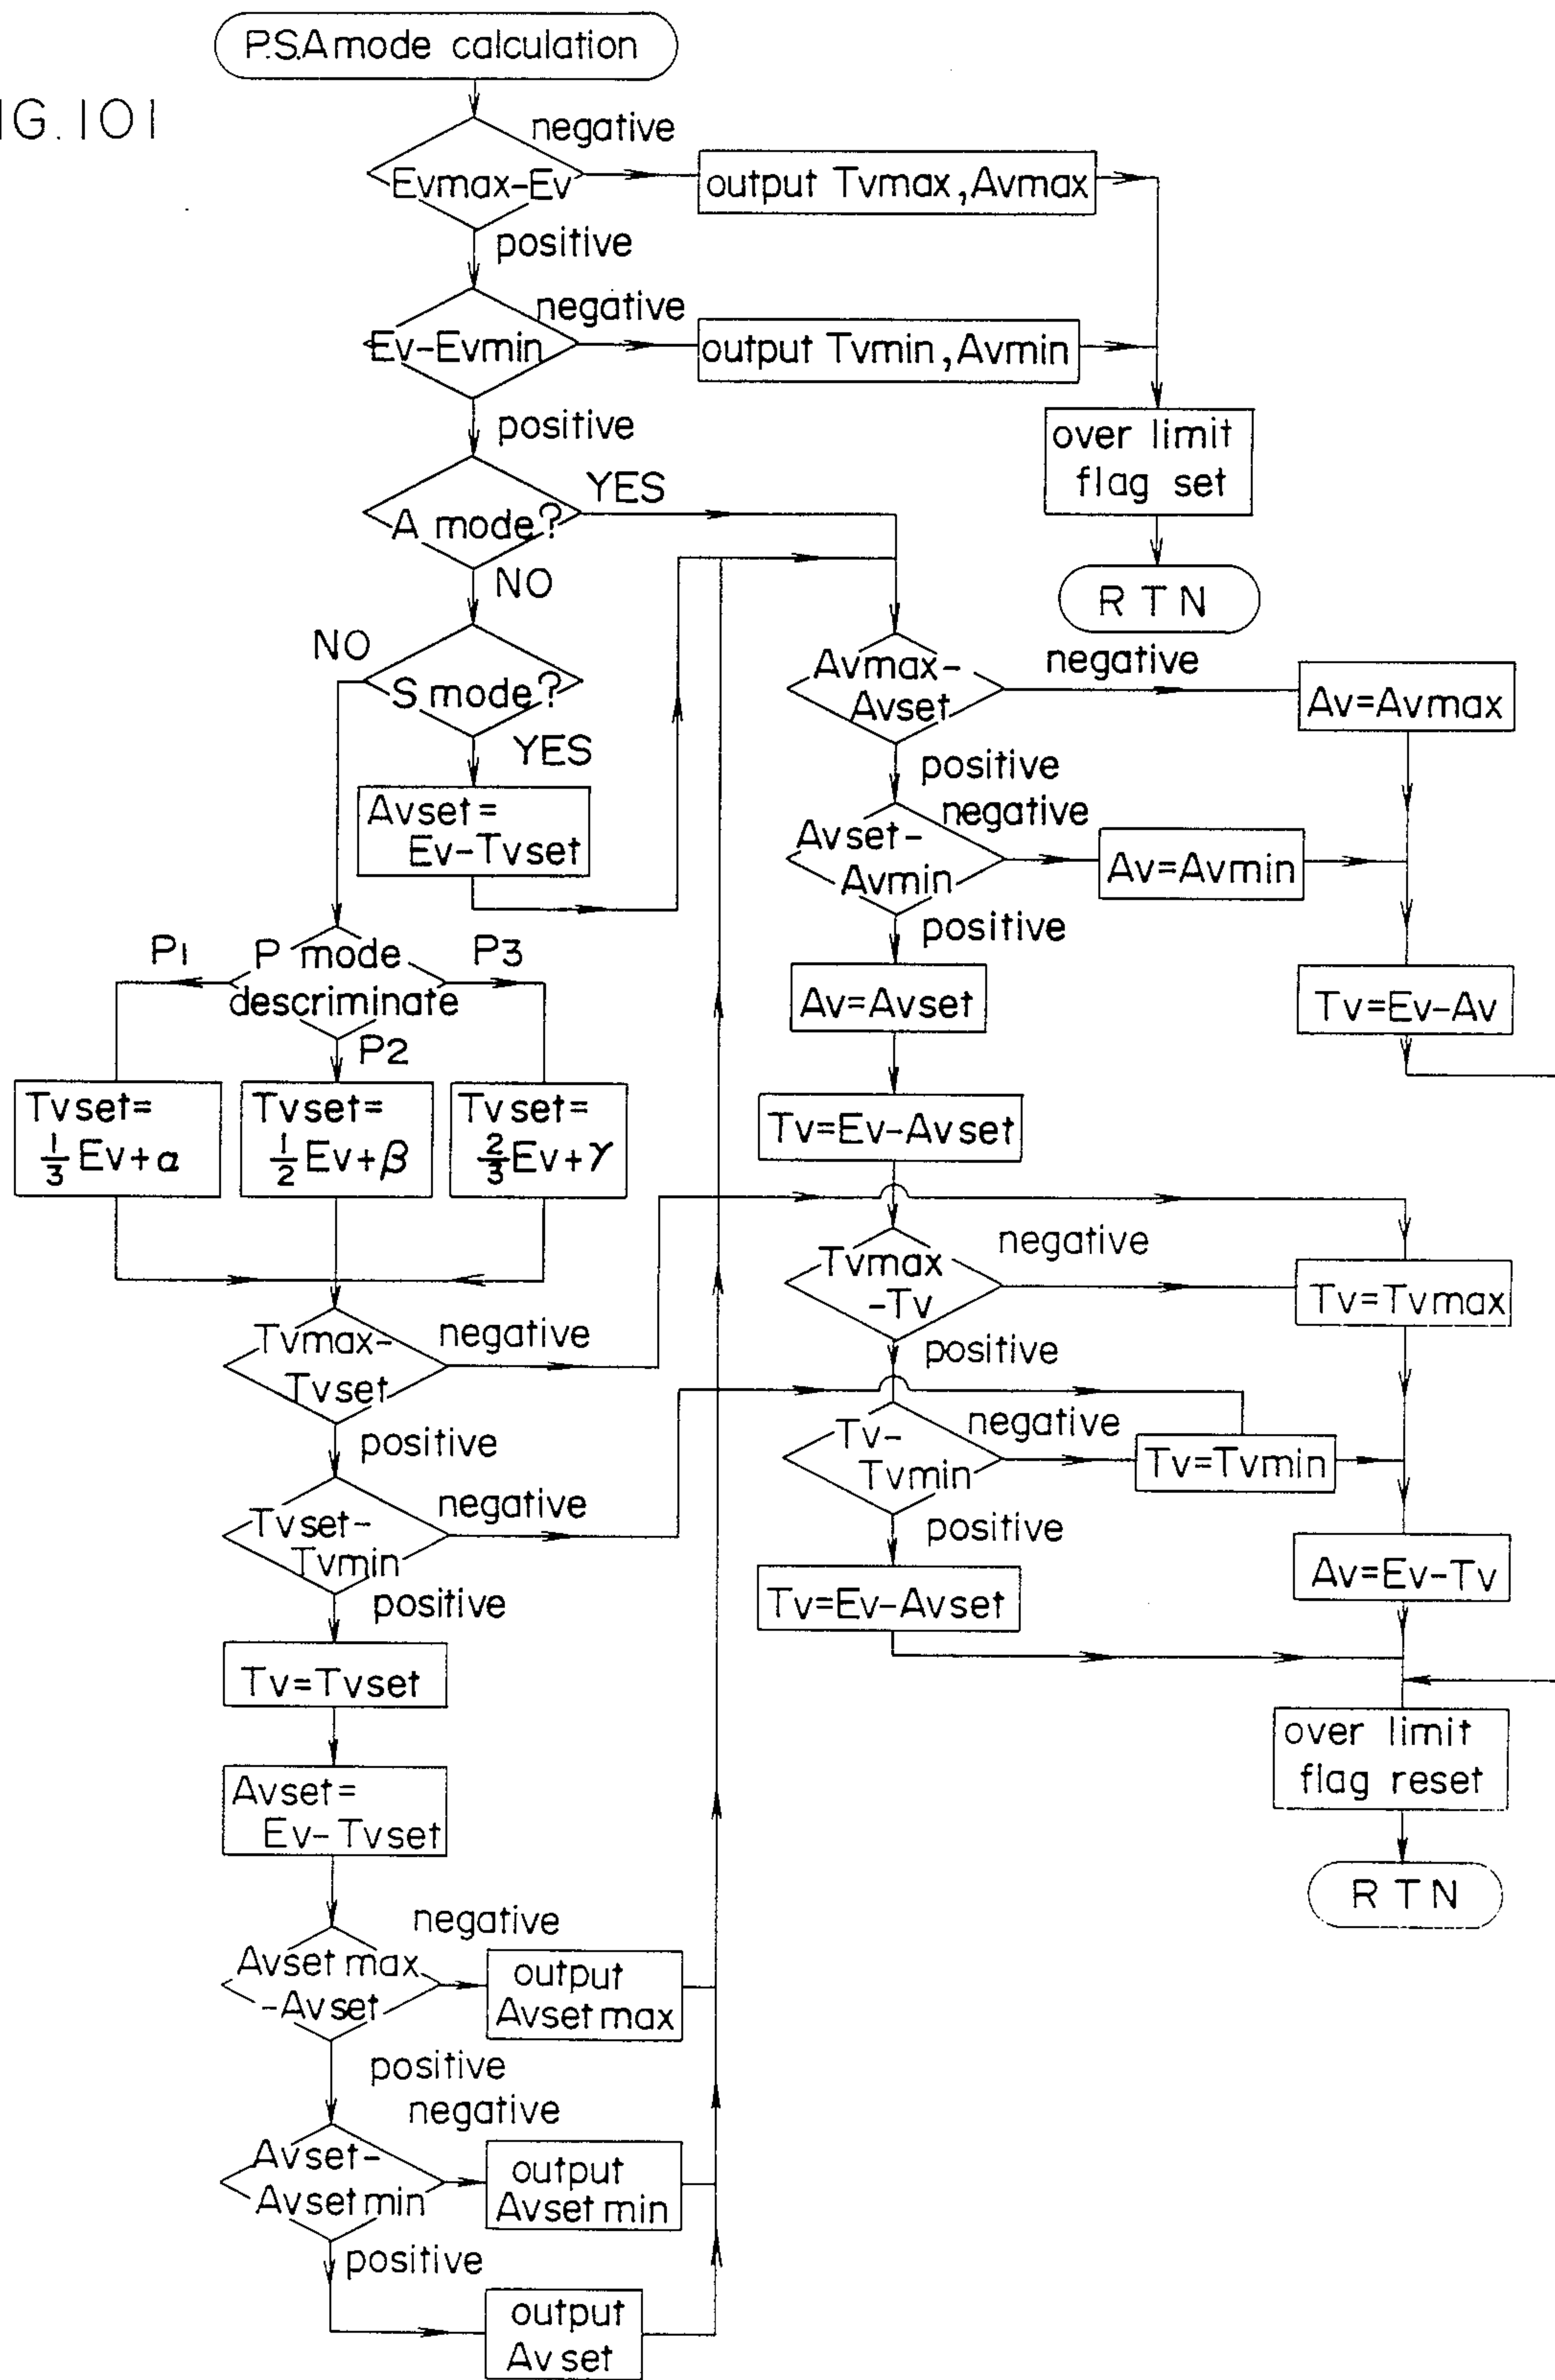 P.S.A mode calculation
IG. 101
negative
Evmax-Ev
output Tvmax, Avmax
positive
negative
Ev-Evmin
output Tvmin, Avmin
positive
over limit
flag set
YES
A mode?
NO
R T N
NO
S mode?
YES
Avset=
Ev-Tvset
Avmax-
Avset
negative
Av=Avmax
positive
negative
Avset-
Avmin
Av=Avmin
positive
Av=Avset
Tv=Ev-Av
Tv=Ev-Avset
P1
P mode
descriminate
P3
P2
Tvset=
1/3 Ev+α
Tvset=
1/2 Ev+β
Tvset=
2/3 Ev+γ
Tvmax
-Tv
negative
Tv=Tvmax
positive
Tvmax-
Tvset
negative
positive
Tv-
Tvmin
negative
Tv=Tvmin
positive
Tvset-
Tvmin
negative
positive
Tv=Ev-Avset
Av=Ev-Tv
Tv=Tvset
over limit
flag reset
Avset=
Ev-Tvset
R T N
negative
Avset max
-Avset
output
Avset max
positive
negative
Avset-
Avset min
output
Avset min
positive
output
Avset